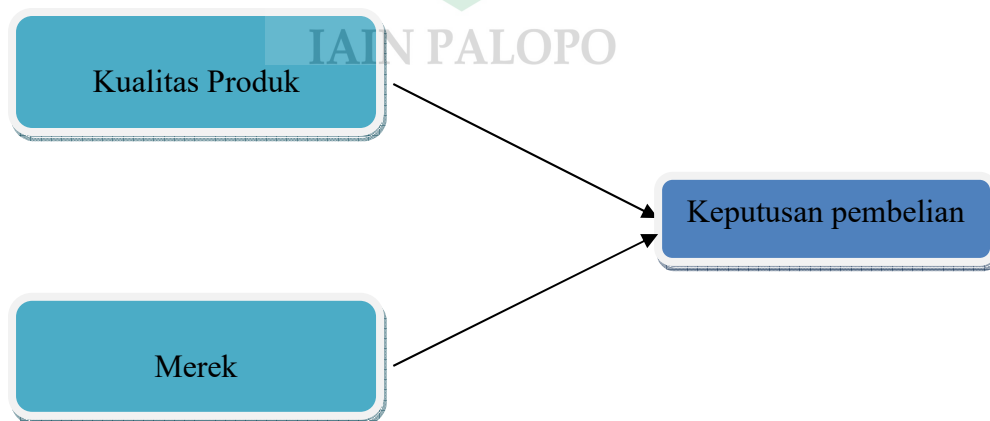 IAIN PALOPO
Kualitas Produk
Keputusan pembelian
Merek